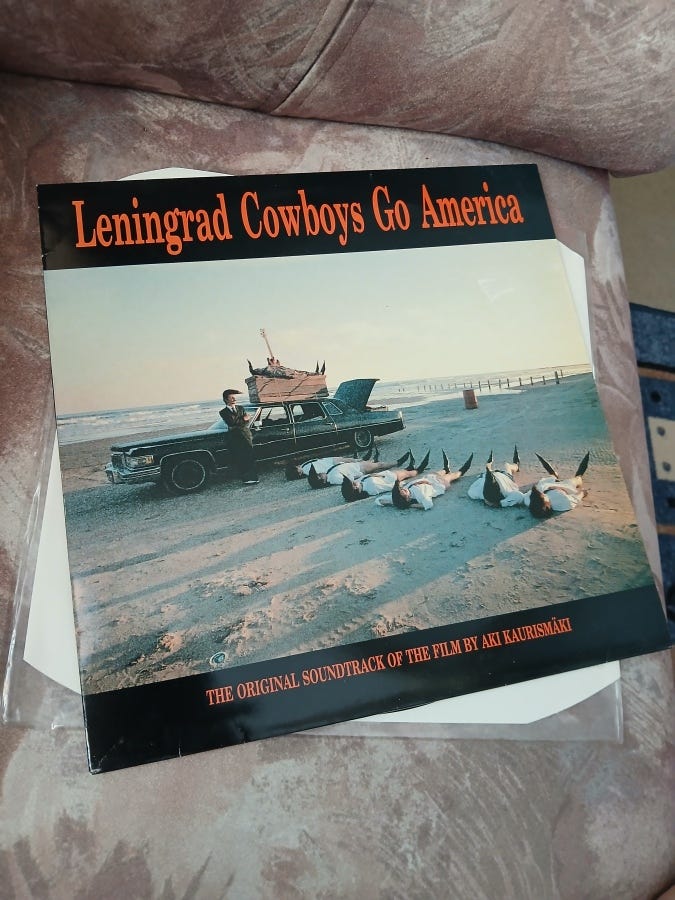 Leningrad Cowboys Go America
THE ORIGINAL SOUNDTRACK OF THE FILM BY AKI KAURISMÄKI